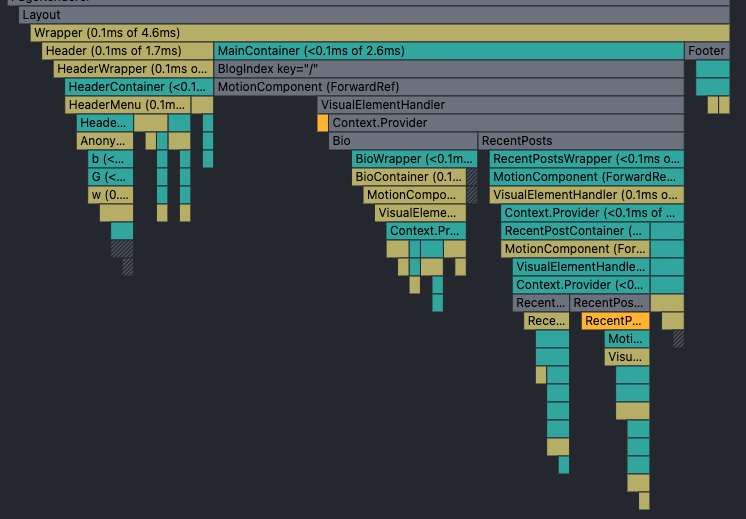 PageRenderer
Layout
Wrapper (0.1ms of 4.6ms)
Header (0.1ms of 1.7ms) MainContainer (<0.1ms of 2.6ms) Footer
HeaderWrapper (0.1ms o... BlogIndex key="/"
HeaderContainer (<0.1... MotionComponent (ForwardRef)
HeaderMenu (0.1m... VisualElementHandler
Heade... Context.Provider
Anony... Bio RecentPosts
b (<... BioWrapper (<0.1m... RecentPostsWrapper (<0.1ms o...
G (<... BioContainer (0.1... MotionComponent (ForwardRe...
w (0.... MotionCompo... VisualElementHandler (0.1ms o...
VisualEleme... Context.Provider (<0.1ms of ...
Context.Pr... RecentPostContainer (...
MotionComponent (For...
VisualElementHandle...
Context.Provider (<0...
Recent... RecentPos...
Rece... RecentP...
Moti...
Visu...